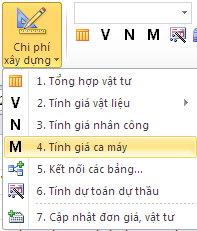 Chi phí
xây dựng
V N M
1. Tổng hợp vật tư
V 2. Tính giá vật liệu
N 3. Tính giá nhân công
M 4. Tính giá ca máy
5. Kết nối các bảng...
6. Tính dự toán dự thầu
7. Cập nhật đơn giá, vật tư